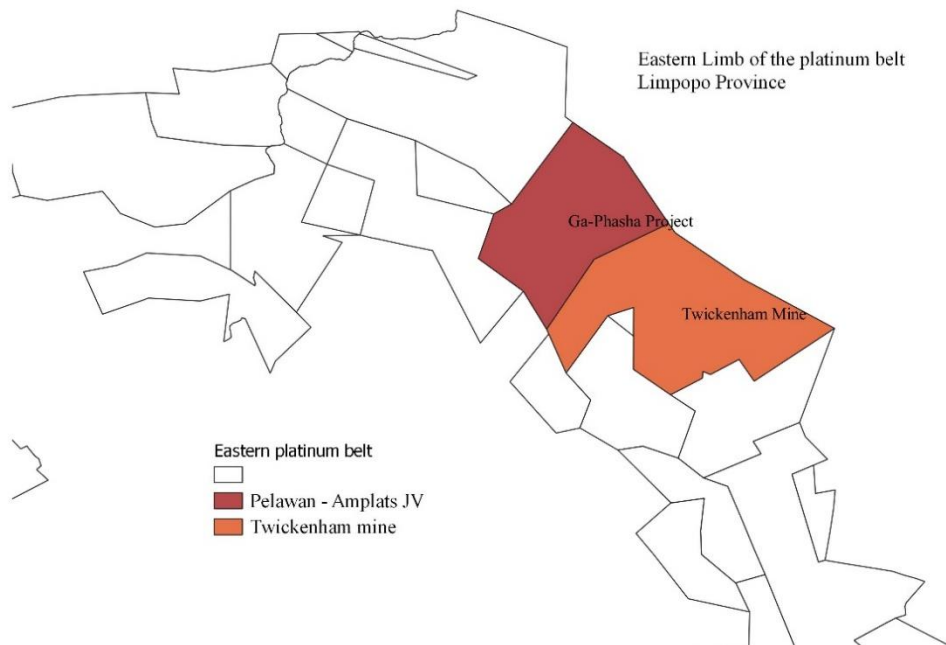 Eastern Limb of the platinum belt
Limpopo Province
Ga-Phasha Project
Twickenham Mine
Eastern platinum belt
Pelawan - Amplats JV
Twickenham mine